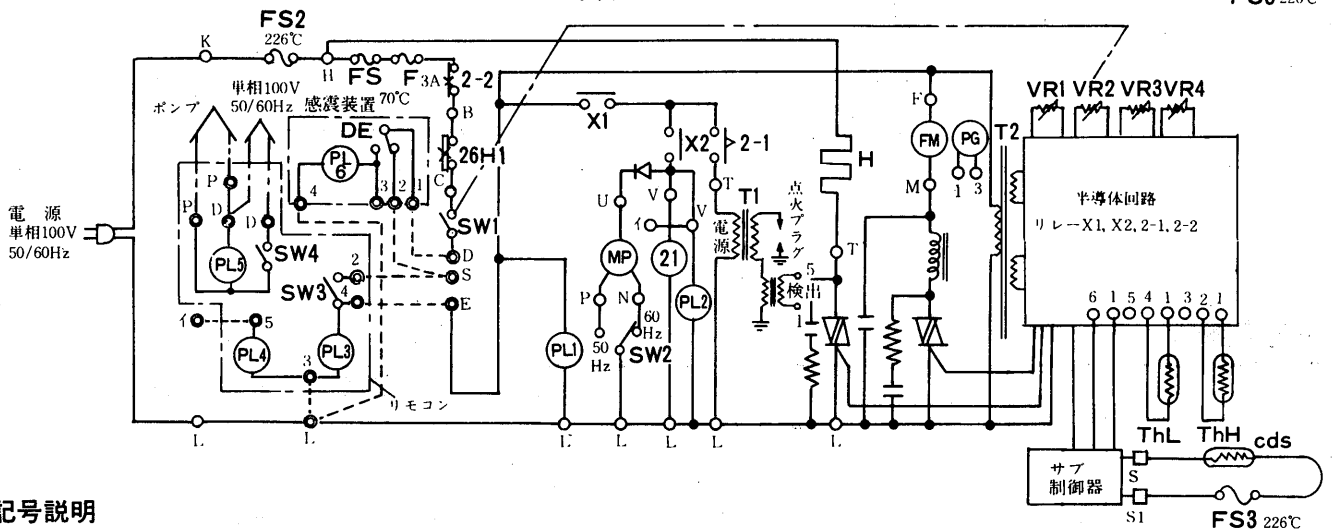 FS3 226℃
FS2
226℃
K
H
FS
F 3A
2-2
単相100V
50/60Hz
ポンプ
感震装置
70℃
DE
PL
6
4
3
2
1
B
26H1
C
SW1
D
S
E
P
P
D
D
SW4
PL5
SW3
2
4
イ
5
PL4
PL3
3
リモコン
電源
単相100V
50/60Hz
L
L
X1
X2
2-1
U
V
V
イ
T
T1
電源
点火プラグ
検出
5
1
MP
21
PL2
P
N
50
Hz
60
Hz
SW2
PL1
L
L
L
L
H
T
L
F
FM
M
PG
1
3
T2
VR1
VR2
VR3
VR4
半導体回路
リレーX1, X2, 2-1, 2-2
6
1
5
4
1
3
2
1
ThL
ThH
cds
サブ
制御器
S
S1
FS3 226℃
記号説明